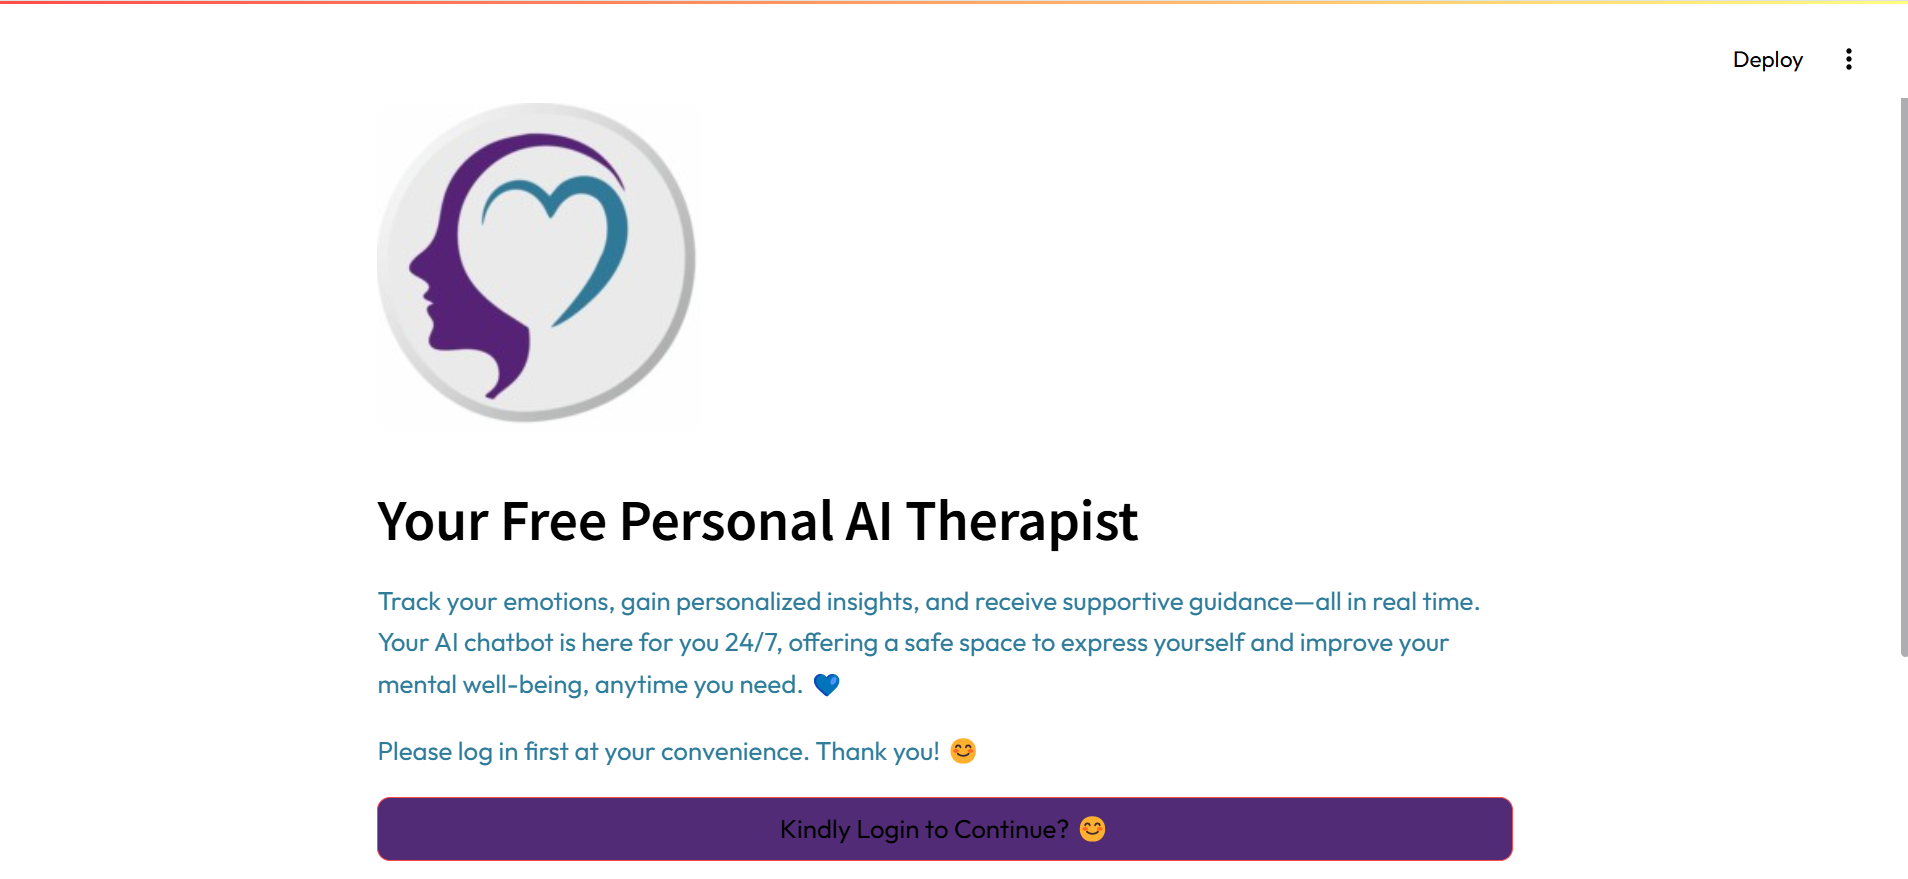 Deploy
Your Free Personal AI Therapist
Track your emotions, gain personalized insights, and receive supportive guidance—all in real time.
Your AI chatbot is here for you 24/7, offering a safe space to express yourself and improve your
mental well-being, anytime you need. 💙
Please log in first at your convenience. Thank you! 😊
Kindly Login to Continue? 😊